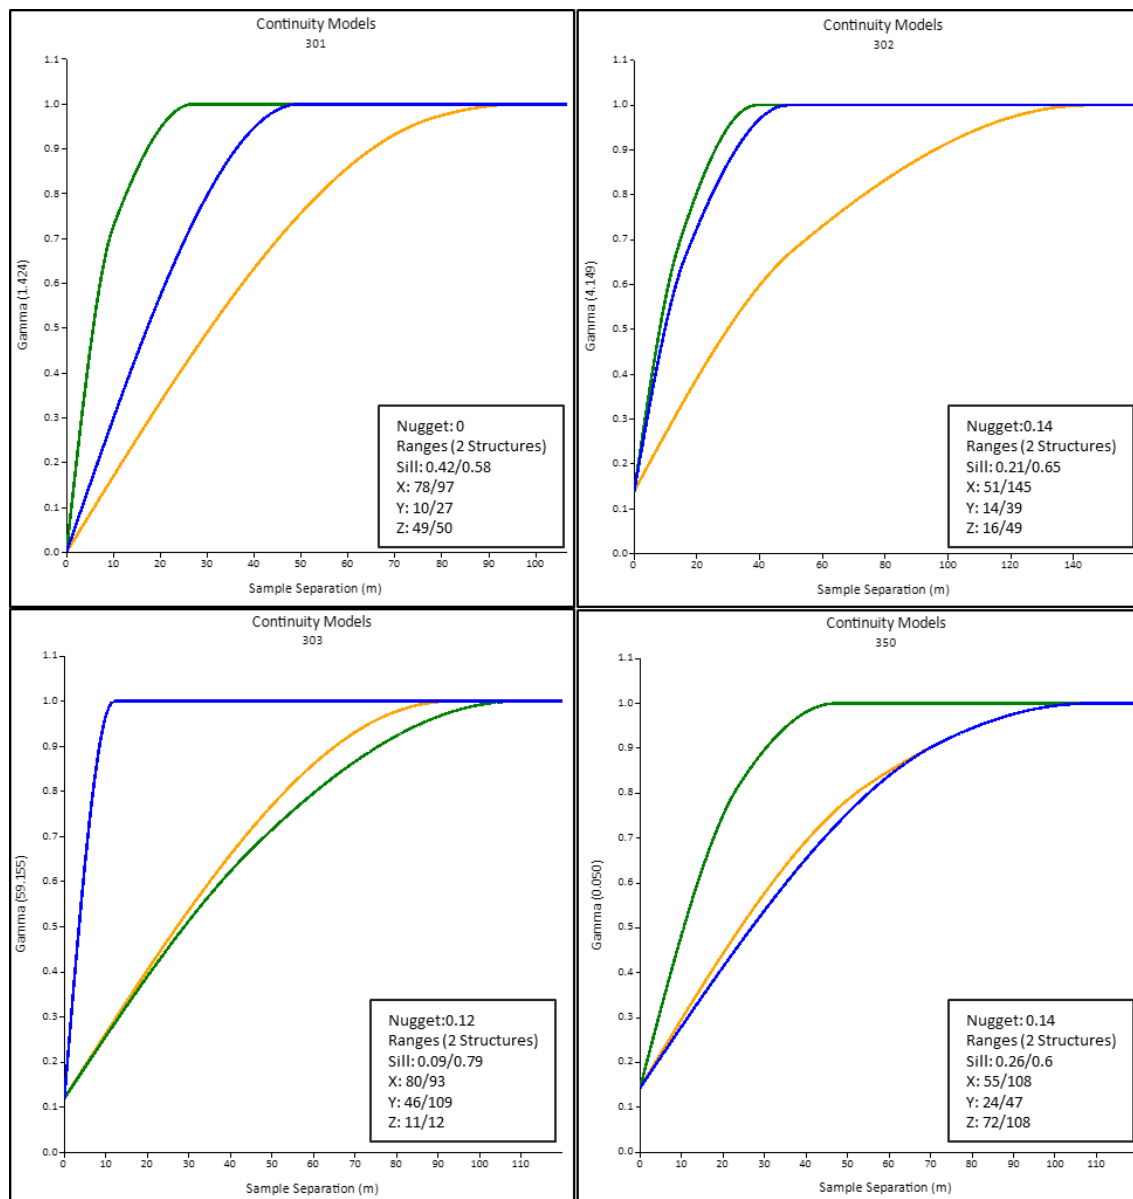 Continuity Models
301
1.1
1.0
0.9
0.8
0.7
0.6
0.5
0.4
0.3
0.2
0.1
0.0
Gamma (1.424)
0 10 20 30 40 50 60 70 80 90 100
Sample Separation (m)
Nugget: 0
Ranges (2 Structures)
Sill: 0.42/0.58
X: 78/97
Y: 10/27
Z: 49/50
Continuity Models
302
1.1
1.0
0.9
0.8
0.7
0.6
0.5
0.4
0.3
0.2
0.1
0.0
Gamma (4.149)
0 20 40 60 80 100 120 140
Sample Separation (m)
Nugget:0.14
Ranges (2 Structures)
Sill: 0.21/0.65
X: 51/145
Y: 14/39
Z: 16/49
Continuity Models
303
1.1
1.0
0.9
0.8
0.7
0.6
0.5
0.4
0.3
0.2
0.1
0.0
Gamma (59.155)
0 10 20 30 40 50 60 70 80 90 100 110
Sample Separation (m)
Nugget:0.12
Ranges (2 Structures)
Sill: 0.09/0.79
X: 80/93
Y: 46/109
Z: 11/12
Continuity Models
350
1.1
1.0
0.9
0.8
0.7
0.6
0.5
0.4
0.3
0.2
0.1
0.0
Gamma (0.050)
0 10 20 30 40 50 60 70 80 90 100 110
Sample Separation (m)
Nugget: 0.14
Ranges (2 Structures)
Sill: 0.26/0.6
X: 55/108
Y: 24/47
Z: 72/108